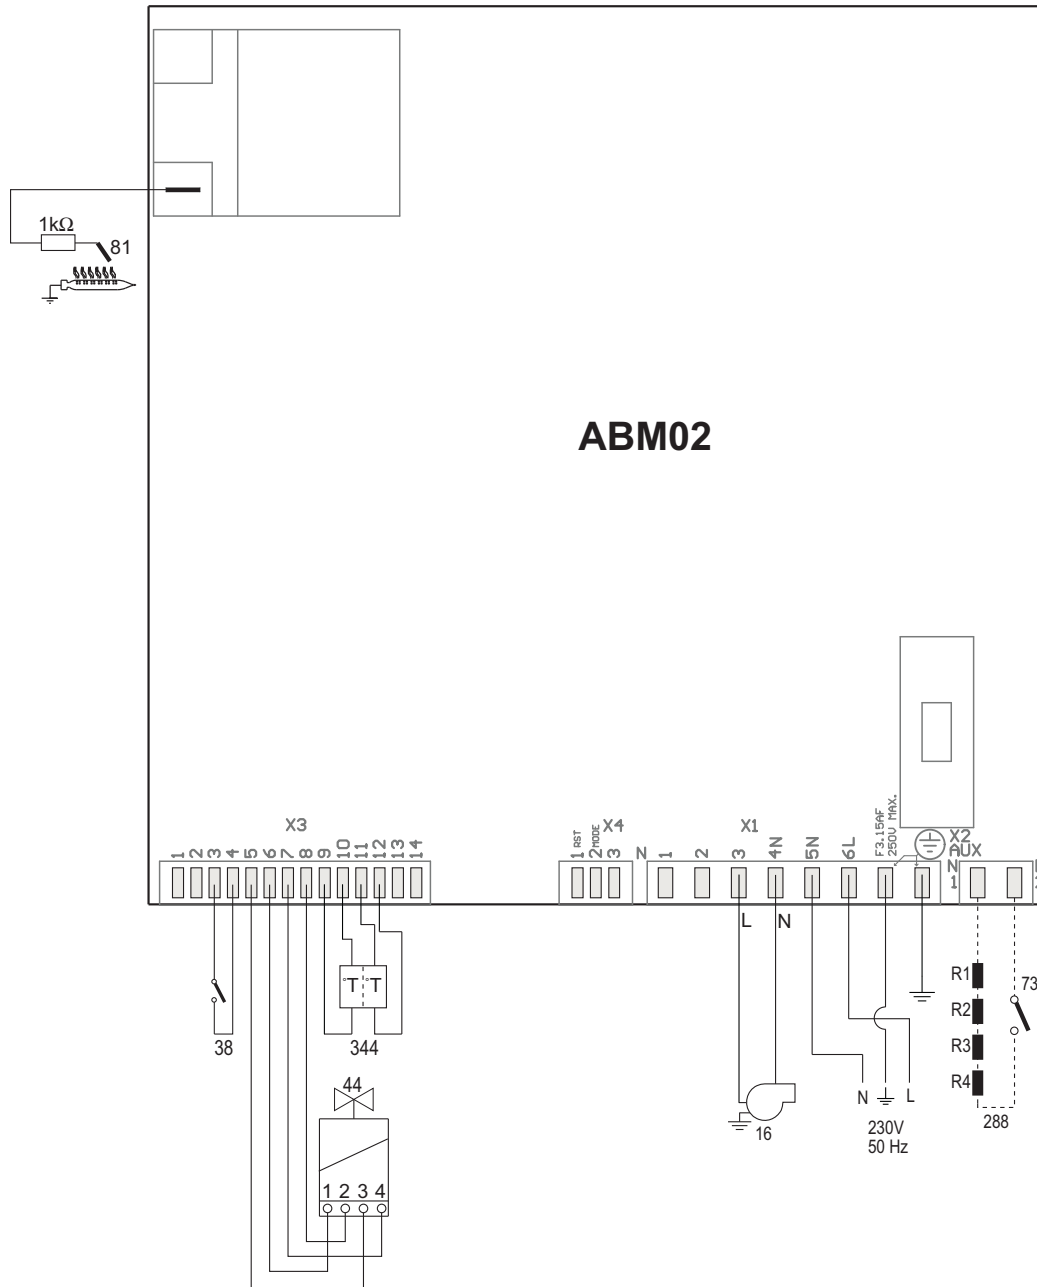 1kΩ
81
ABM02
X3
1 2 3 4 5 6 7 8 9 10 11 12 13 14
X4
1 RST
2 MODE
3
N
X1
1 2 3 4N 5N 6L
F3.15AF
250V MAX.
X2
AUX
N
1
L N
38
°T °T
344
44
1 2 3 4
16
N L
230V
50 Hz
R1
R2
R3
R4
73
288